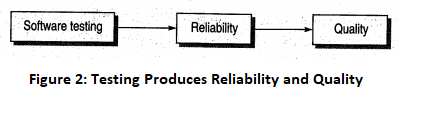 Software testing
Reliability
Quality
Figure 2: Testing Produces Reliability and Quality